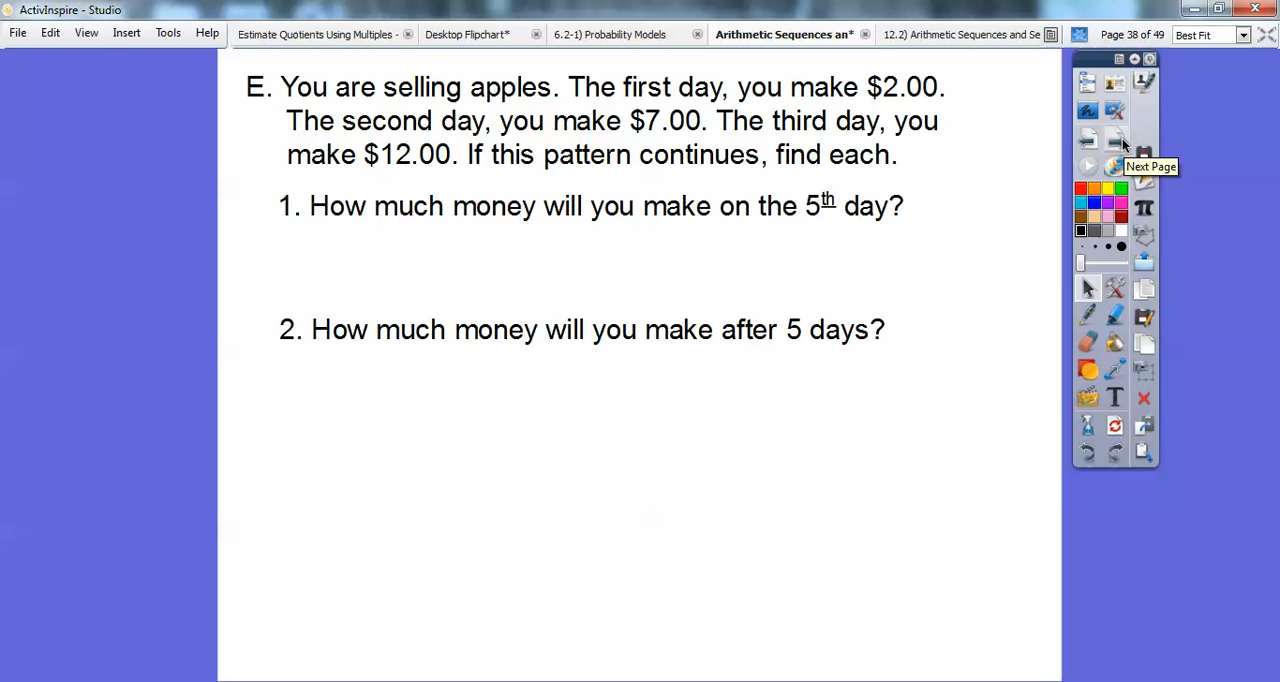 ActivInspire - Studio
File Edit View Insert Tools Help
Estimate Quotients Using Multiples - Desktop Flipchart* 6.2-1) Probability Models Arithmetic Sequences an* 12.2) Arithmetic Sequences and Se Page 38 of 49 Best Fit
E. You are selling apples. The first day, you make $2.00.
The second day, you make $7.00. The third day, you
make $12.00. If this pattern continues, find each.
Next Page
1. How much money will you make on the 5th day?
2. How much money will you make after 5 days?